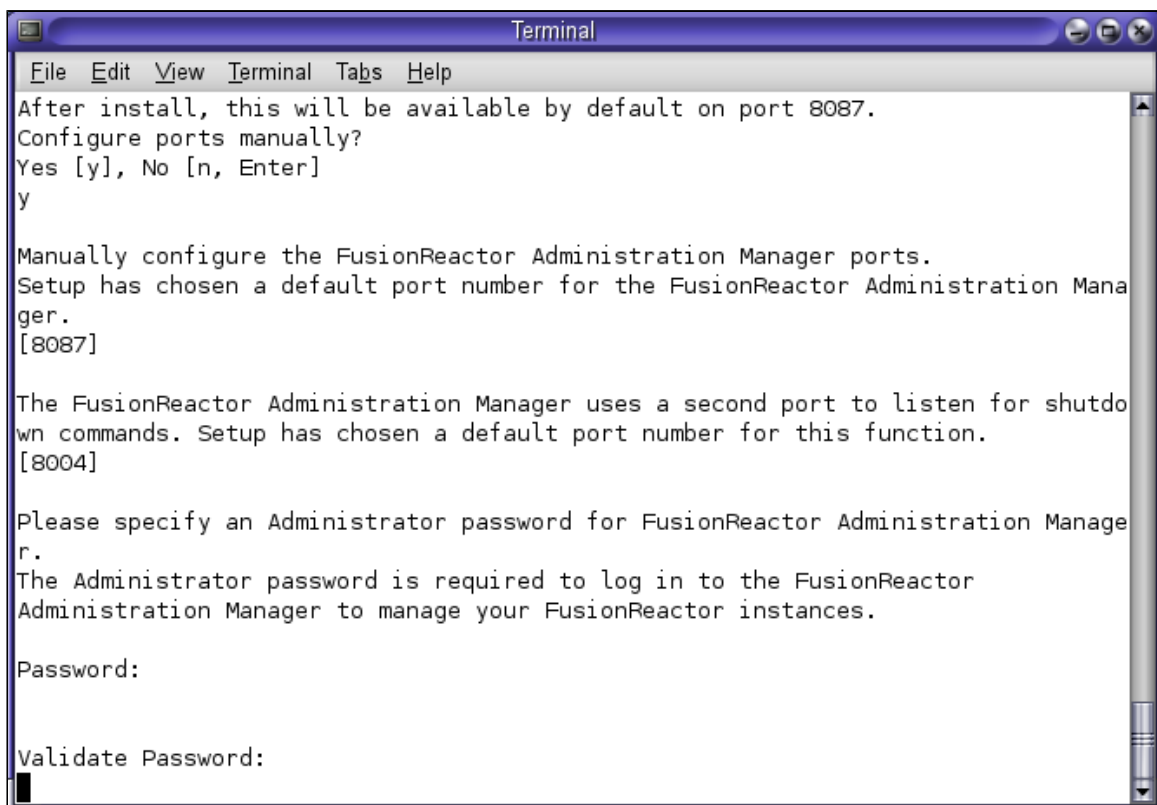 Terminal
File Edit View Terminal Tabs Help
After install, this will be available by default on port 8087.
Configure ports manually?
Yes [y], No [n, Enter]
y
Manually configure the FusionReactor Administration Manager ports.
Setup has chosen a default port number for the FusionReactor Administration Mana
ger.
[8087]
The FusionReactor Administration Manager uses a second port to listen for shutdo
wn commands. Setup has chosen a default port number for this function.
[8004]
Please specify an Administrator password for FusionReactor Administration Manage
r.
The Administrator password is required to log in to the FusionReactor
Administration Manager to manage your FusionReactor instances.
Password:
Validate Password: